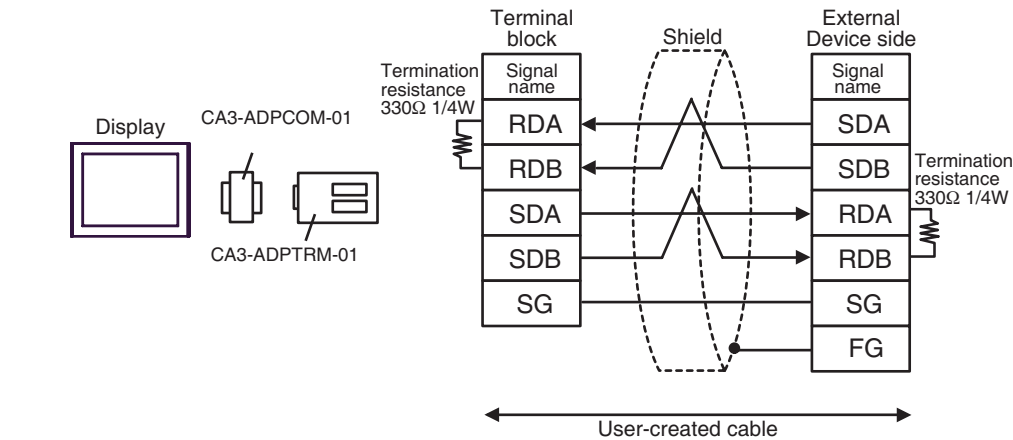 Display
CA3-ADPCOM-01
CA3-ADPTRM-01
Termination
resistance
330Ω 1/4W
Terminal
block
Signal
name
RDA
RDB
SDA
SDB
SG
Shield
External
Device side
Signal
name
SDA
SDB
RDA
RDB
SG
FG
Termination
resistance
330Ω 1/4W
User-created cable